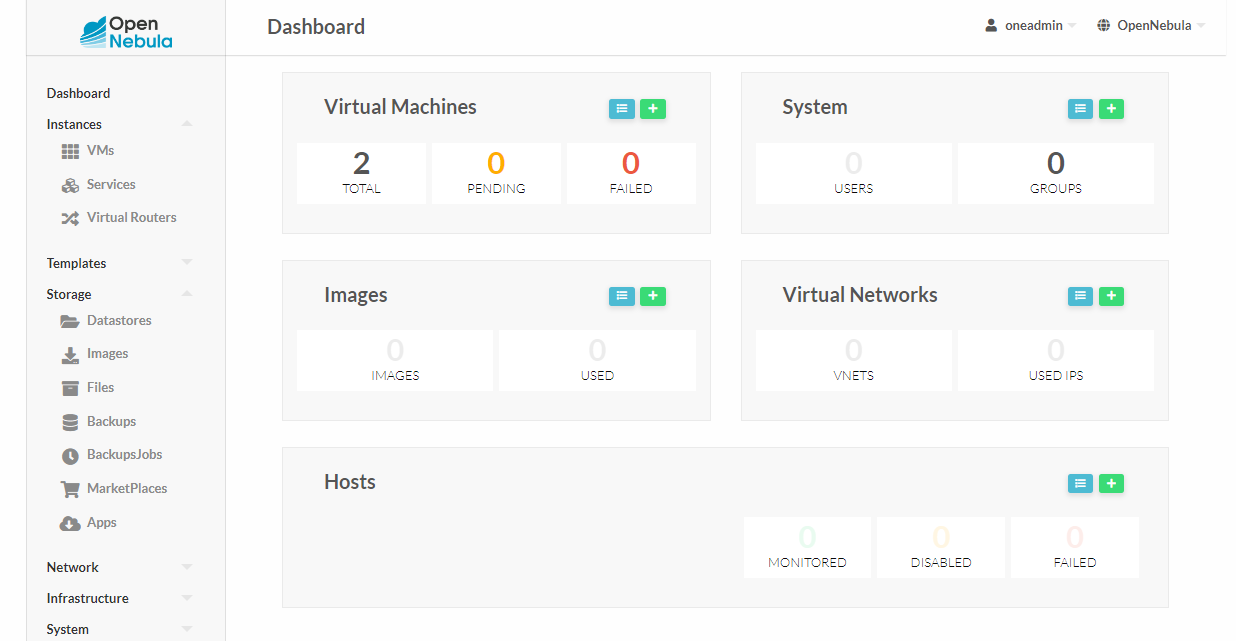 Open
Nebula
Dashboard
oneadmin
OpenNebula
Dashboard
Instances
VMs
Services
Virtual Routers
Templates
Storage
Datastores
Images
Files
Backups
BackupsJobs
MarketPlaces
Apps
Network
Infrastructure
System
Virtual Machines
2
TOTAL
0
PENDING
0
FAILED
System
0
USERS
0
GROUPS
Images
0
IMAGES
0
USED
Virtual Networks
0
VNETS
0
USED IPS
Hosts
0
MONITORED
0
DISABLED
0
FAILED